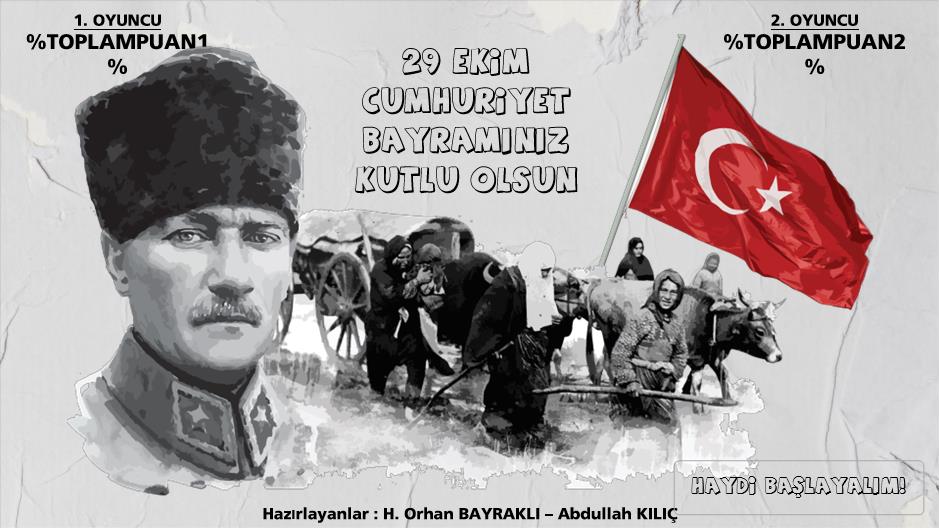 1. OYUNCU
%TOPLAMPUAN1
%
2. OYUNCU
%TOPLAMPUAN2
%
29 EKİM
CUMHURİYET
BAYRAMINIZ
KUTLU OLSUN
HAYDİ BAŞLAYALIM!
Hazırlayanlar : H. Orhan BAYRAKLI – Abdullah KILIÇ